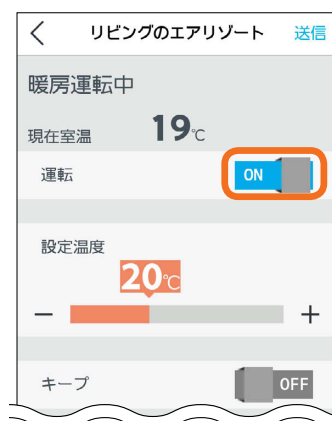 < リビングのエアリゾート 送信
暖房運転中
現在室温 19℃
運転 ON
設定温度
20℃
− +
キープ OFF